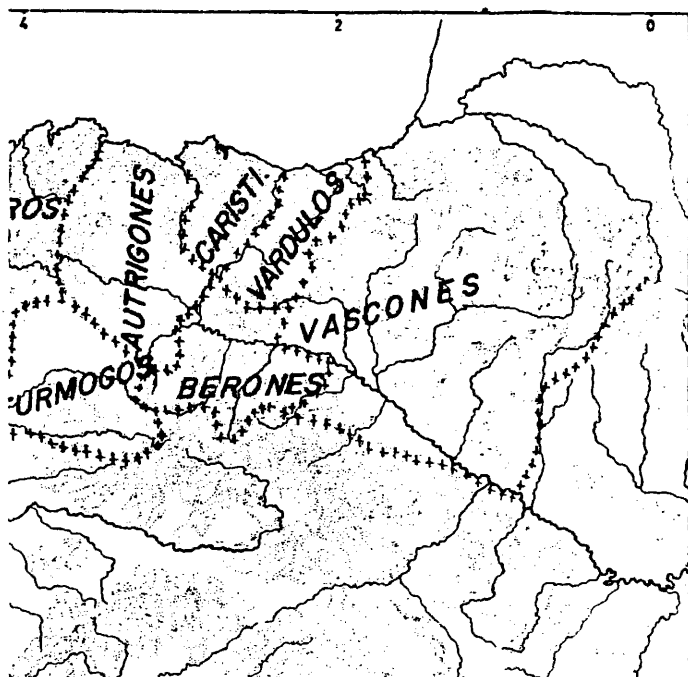 4 2 0
ROS
AUTRIGONES
CARISTI.
VARDULOS
VASCONES
URMOGOS
BERONES